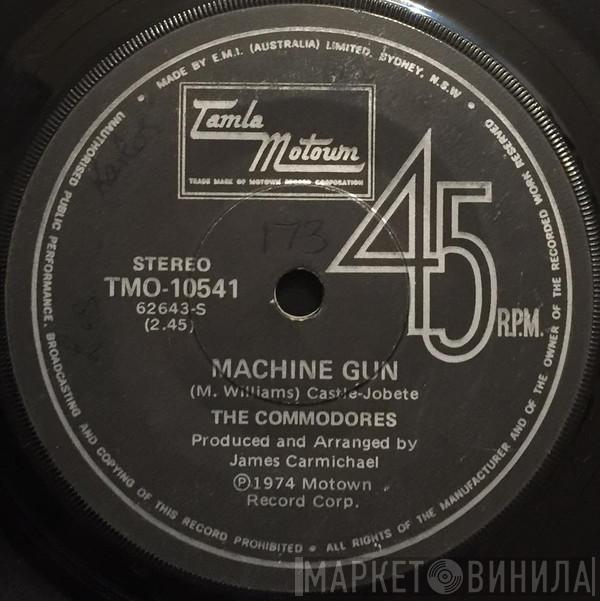 MADE BY E.M.I. (AUSTRALIA) LIMITED. SYDNEY, N.S.W.
UNAUTHORISED PUBLIC PERFORMANCE, BROADCASTING AND COPYING OF THIS RECORD PROHIBITED • ALL RIGHTS OF THE MANUFACTURER AND OF THE OWNER OF THE RECORDED WORK RESERVED
Tamla
Motown
TRADE MARK OF MOTOWN RECORD CORPORATION
173
45
R.P.M.
STEREO
TMO-10541
62643-S
(2.45)
MACHINE GUN
(M. Williams) Castle-Jobete
THE COMMODORES
Produced and Arranged by
James Carmichael
Ⓟ1974 Motown
Record Corp.
МАРКЕТ ВИНИЛА